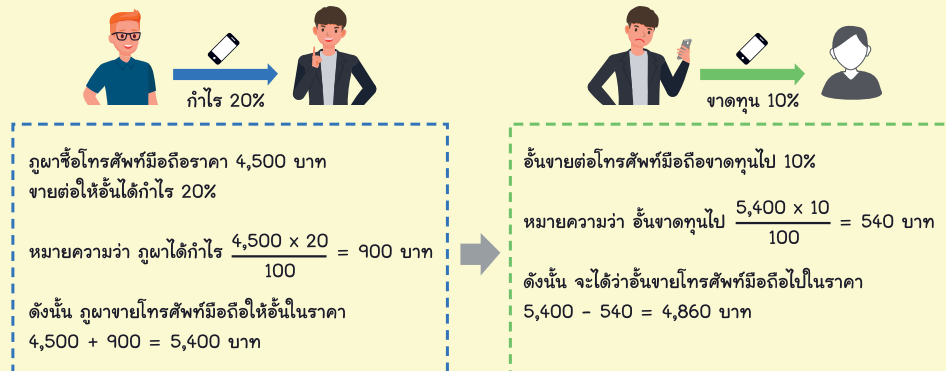 กำไร 20%
ขาดทุน 10%
ภูผาซื้อโทรศัพท์มือถือราคา 4,500 บาท
ขายต่อให้อั้นได้กำไร 20%
หมายความว่า ภูผาได้กำไร 4,500 x 20 / 100 = 900 บาท
ดังนั้น ภูผาขายโทรศัพท์มือถือให้อั้นในราคา
4,500 + 900 = 5,400 บาท
อั้นขายต่อโทรศัพท์มือถือขาดทุนไป 10%
หมายความว่า อั้นขาดทุนไป 5,400 x 10 / 100 = 540 บาท
ดังนั้น จะได้ว่าอั้นขายโทรศัพท์มือถือไปในราคา
5,400 - 540 = 4,860 บาท